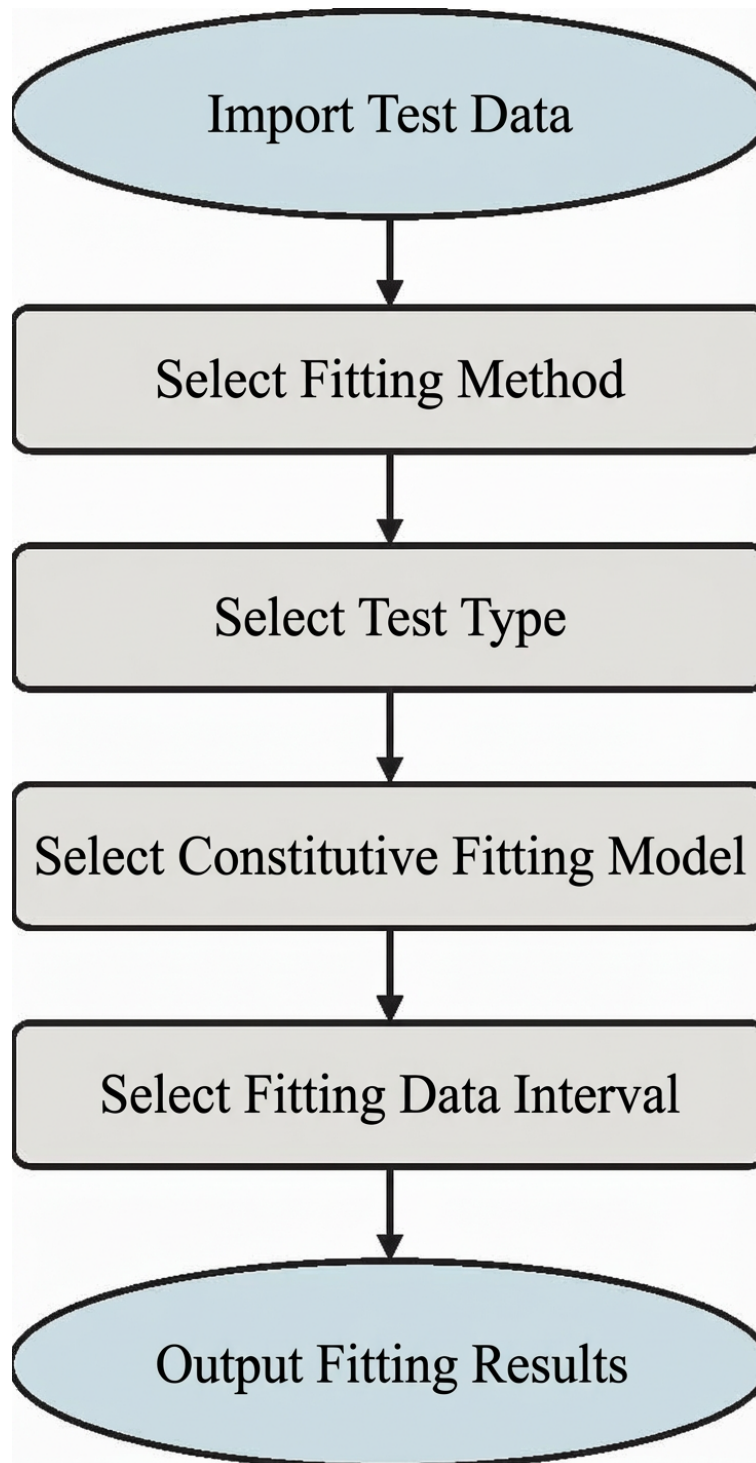 Import Test Data
Select Fitting Method
Select Test Type
Select Constitutive Fitting Model
Select Fitting Data Interval
Output Fitting Results